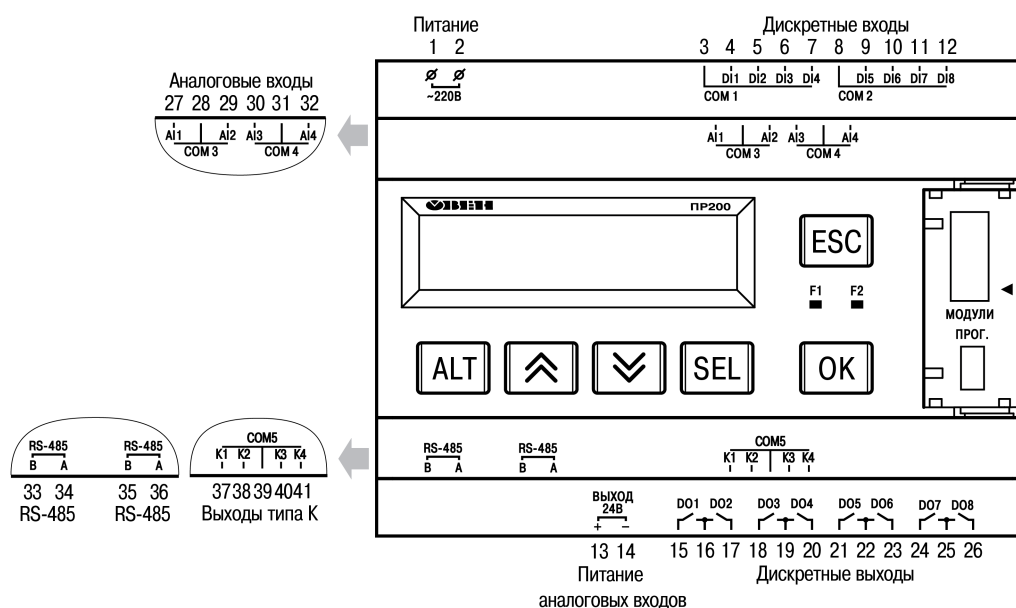 Питание
1 2
~220В
Дискретные входы
3 4 5 6 7 8 9 10 11 12
DI1 DI2 DI3 DI4 DI5 DI6 DI7 DI8
COM 1 COM 2
Аналоговые входы
27 28 29 30 31 32
AI1 AI2 AI3 AI4
COM 3 COM 4
AI1 AI2 AI3 AI4
COM 3 COM 4
ОВЕН ПР200
ESC
F1 F2
МОДУЛИ
ПРОГ.
ALT SEL OK
RS-485 RS-485
B A B A
33 34 35 36
RS-485 RS-485
COM5
K1 K2 K3 K4
37 38 39 40 41
Выходы типа К
RS-485 RS-485
B A B A
COM5
K1 K2 K3 K4
ВЫХОД
24В
+ −
13 14
Питание
аналоговых входов
DO1 DO2 DO3 DO4 DO5 DO6 DO7 DO8
15 16 17 18 19 20 21 22 23 24 25 26
Дискретные выходы